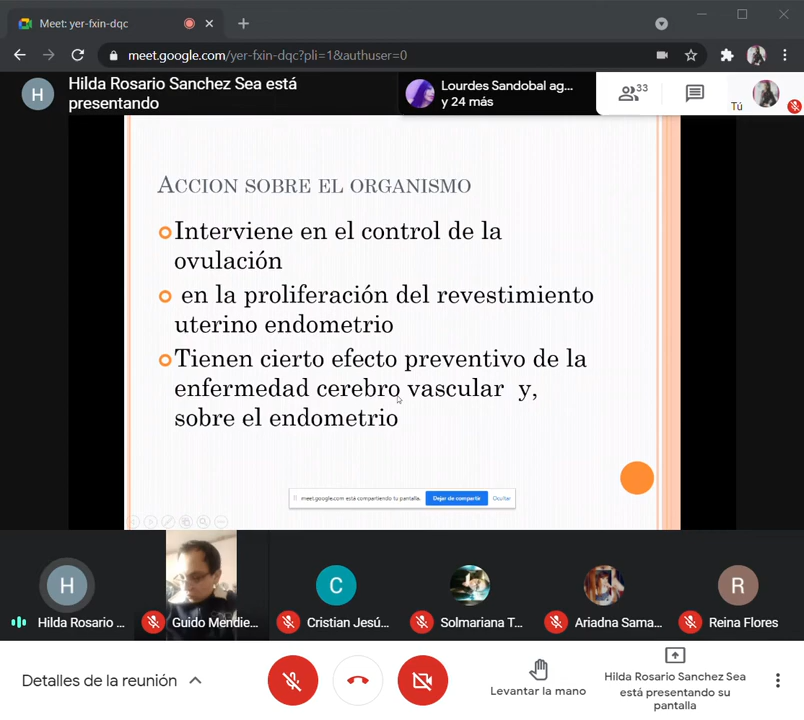 Meet: yer-fxin-dqc
meet.google.com/yer-fxin-dqc?pli=1&authuser=0
H
Hilda Rosario Sanchez Sea está
presentando
Lourdes Sandobal ag...
y 24 más
33
Tú
ACCION SOBRE EL ORGANISMO
Interviene en el control de la
ovulación
en la proliferación del revestimiento
uterino endometrio
Tienen cierto efecto preventivo de la
enfermedad cerebro vascular y,
sobre el endometrio
meet.google.com está compartiendo tu pantalla.
Dejar de compartir
Ocultar
H
Hilda Rosario ...
Guido Mendie...
C
Cristian Jesú...
Solmariana T...
Ariadna Sama...
R
Reina Flores
Detalles de la reunión
Levantar la mano
Hilda Rosario Sanchez Sea
está presentando su
pantalla